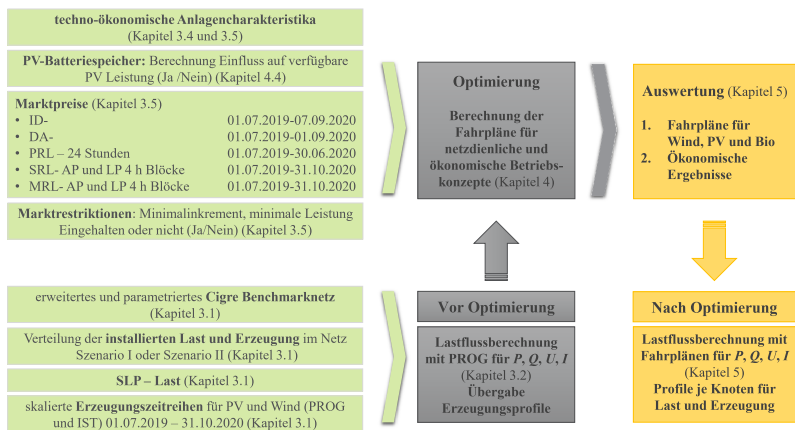 techno-ökonomische Anlagencharakteristika
(Kapitel 3.4 und 3.5)
PV-Batteriespeicher: Berechnung Einfluss auf verfügbare
PV Leistung (Ja /Nein) (Kapitel 4.4)
Marktpreise (Kapitel 3.5)
• ID- 01.07.2019-07.09.2020
• DA- 01.07.2019-01.09.2020
• PRL – 24 Stunden 01.07.2019-30.06.2020
• SRL- AP und LP 4 h Blöcke 01.07.2019-31.10.2020
• MRL- AP und LP 4 h Blöcke 01.07.2019-31.10.2020
Marktrestriktionen: Minimalinkrement, minimale Leistung
Eingehalten oder nicht (Ja/Nein) (Kapitel 3.5)
Optimierung
Berechnung der
Fahrpläne für
netzdienliche und
ökonomische Betriebs-
konzepte (Kapitel 4)
Auswertung (Kapitel 5)
1. Fahrpläne für
Wind, PV und Bio
2. Ökonomische
Ergebnisse
erweitertes und parametriertes Cigre Benchmarknetz
(Kapitel 3.1)
Verteilung der installierten Last und Erzeugung im Netz
Szenario I oder Szenario II (Kapitel 3.1)
SLP – Last (Kapitel 3.1)
skalierte Erzeugungszeitreihen für PV und Wind (PROG
und IST) 01.07.2019 – 31.10.2020 (Kapitel 3.1)
Vor Optimierung
Lastflussberechnung
mit PROG für P, Q, U, I
(Kapitel 3.2)
Übergabe
Erzeugungsprofile
Nach Optimierung
Lastflussberechnung mit
Fahrplänen für P, Q, U, I
(Kapitel 5)
Profile je Knoten für
Last und Erzeugung